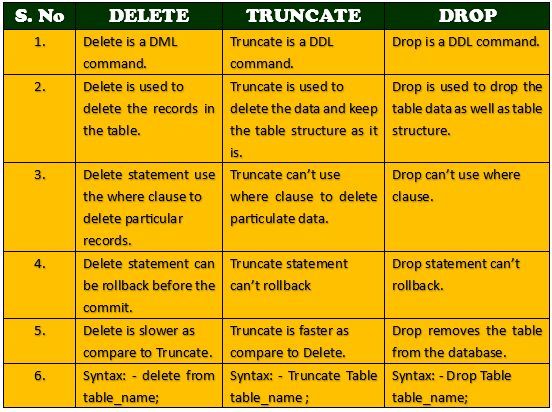 S. No DELETE TRUNCATE DROP
1.
Delete is a DML
command.
Truncate is a DDL
command.
Drop is a DDL command.
2.
Delete is used to
delete the records in
the table.
Truncate is used to
delete the data and keep
the table structure as it
is.
Drop is used to drop the
table data as well as table
structure.
3.
Delete statement use
the where clause to
delete particular
records.
Truncate can’t use
where clause to delete
particulate data.
Drop can’t use where
clause.
4.
Delete statement can
be rollback before the
commit.
Truncate statement
can’t rollback
Drop statement can’t
rollback.
5.
Delete is slower as
compare to Truncate.
Truncate is faster as
compare to Delete.
Drop removes the table
from the database.
6.
Syntax: - delete from
table_name;
Syntax: - Truncate Table
table_name ;
Syntax: - Drop Table
table_name;